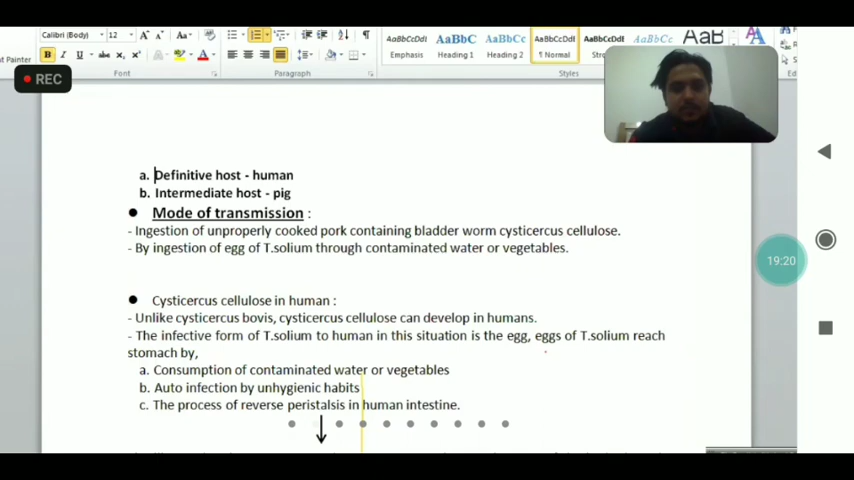 Calibri (Body)
12
Aa
AaBbCcDdI
AaBbC
AaBbCc
AaBbCcDdI
AaBbCcDdI
AaBbCc
AaB
A
t Painter
B I U abc x₂ x²
Emphasis
Heading 1
Heading 2
¶ Normal
Font
Paragraph
Styles
REC
a. Definitive host - human
b. Intermediate host - pig
● Mode of transmission :
- Ingestion of unproperly cooked pork containing bladder worm cysticercus cellulose.
- By ingestion of egg of T.solium through contaminated water or vegetables.
19:20
● Cysticercus cellulose in human :
- Unlike cysticercus bovis, cysticercus cellulose can develop in humans.
- The infective form of T.solium to human in this situation is the egg, eggs of T.solium reach
stomach by,
a. Consumption of contaminated water or vegetables
b. Auto infection by unhygienic habits
c. The process of reverse peristalsis in human intestine.